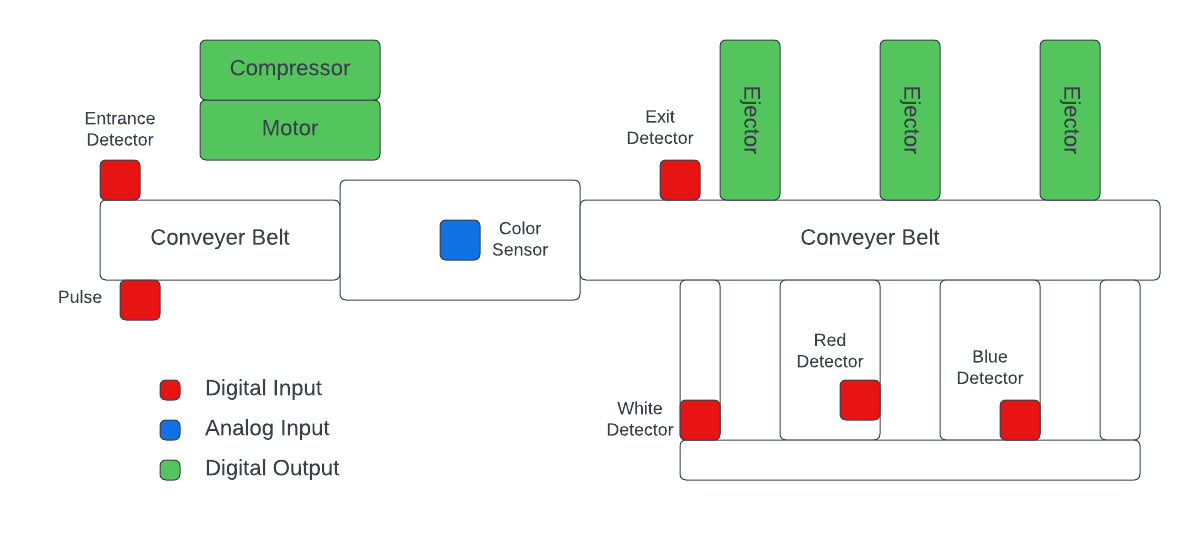 Compressor
Motor
Entrance
Detector
Exit
Detector
Ejector
Ejector
Ejector
Conveyer Belt
Color
Sensor
Conveyer Belt
Pulse
Red
Detector
Blue
Detector
White
Detector
Digital Input
Analog Input
Digital Output